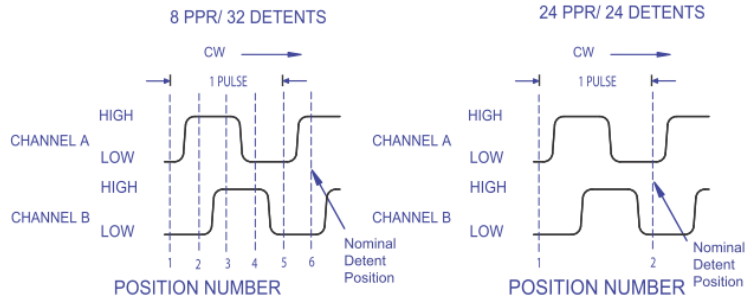 8 PPR/ 32 DETENTS
CW
1 PULSE
HIGH
CHANNEL A
LOW
HIGH
CHANNEL B
LOW
1 2 3 4 5 6
Nominal
Detent
Position
POSITION NUMBER
24 PPR/ 24 DETENTS
CW
1 PULSE
HIGH
CHANNEL A
LOW
HIGH
CHANNEL B
LOW
1 2
Nominal
Detent
Position
POSITION NUMBER